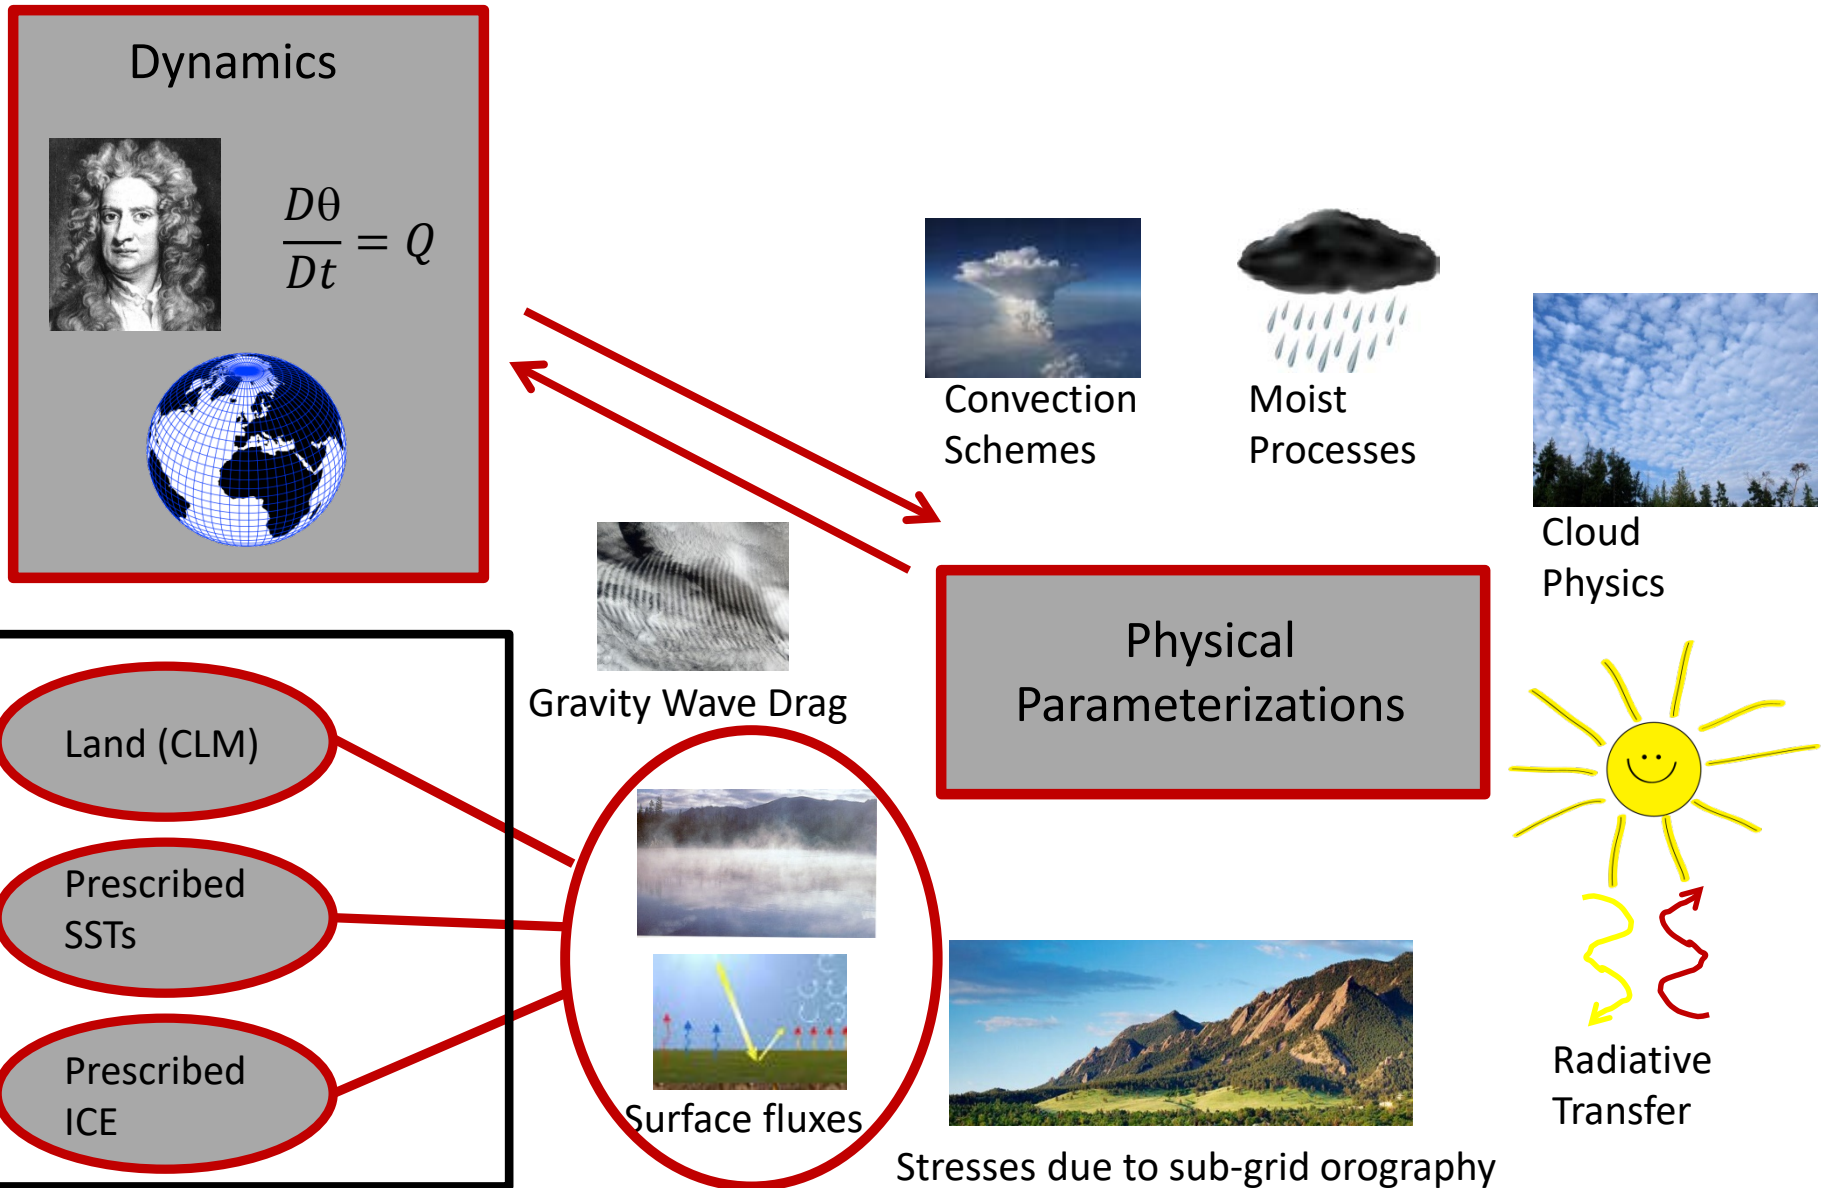 Dynamics
Dθ
Dt
= Q
Convection
Schemes
Moist
Processes
Cloud
Physics
Gravity Wave Drag
Physical
Parameterizations
Land (CLM)
Prescribed
SSTs
Prescribed
ICE
Surface fluxes
Stresses due to sub-grid orography
Radiative
Transfer